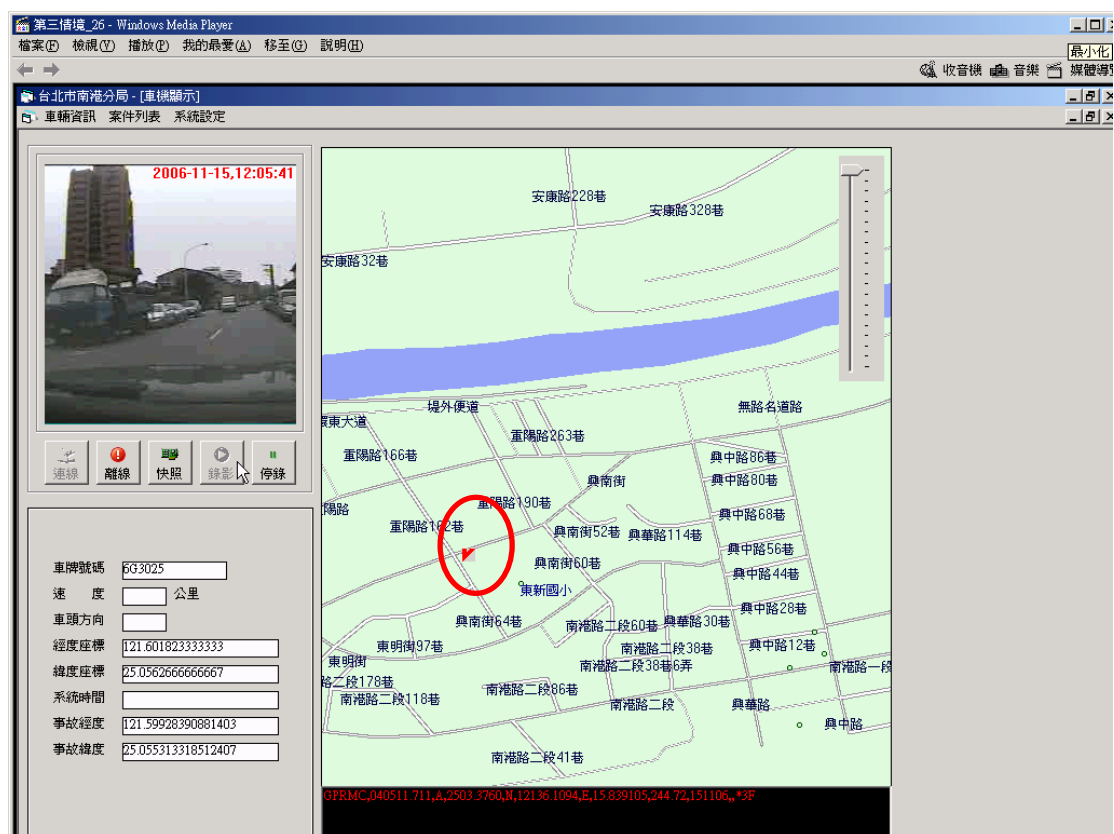 第三情境_26 - Windows Media Player
檔案(F) 檢視(V) 播放(P) 我的最愛(A) 移至(G) 說明(H)
最小化
收音機 音樂 媒體導覽
台北市南港分局 - [車機顯示]
車輛資訊 案件列表 系統設定
2006-11-15,12:05:41
安康路228巷
安康路328巷
安康路32巷
堤外便道
無路名道路
環東大道
重陽路263巷
重陽路166巷
興中路86巷
興中路80巷
興南街
重陽路190巷
陽路
興中路68巷
重陽路162巷
興南街52巷
興華路114巷
興中路56巷
興南街60巷
興中路44巷
東新國小
興中路28巷
興南街64巷
南港路二段60巷
興華路30巷
東明街97巷
南港路二段38巷
興中路12巷
東明街
南港路二段38巷6弄
南港路一段
路二段178巷
南港路二段86巷
南港路二段118巷
南港路二段
興華路
興中路
南港路二段41巷
連線 離線 快照 錄影 停錄
車牌號碼 6G3025
速 度 公里
車頭方向
經度座標 121.601823333333
緯度座標 25.0562666666667
系統時間
事故經度 121.59928390881403
事故緯度 25.055313318512407
GPRMC,040511.711,A,2503.3760,N,12136.1094,E,15.839105,244.72,151106,,*3F